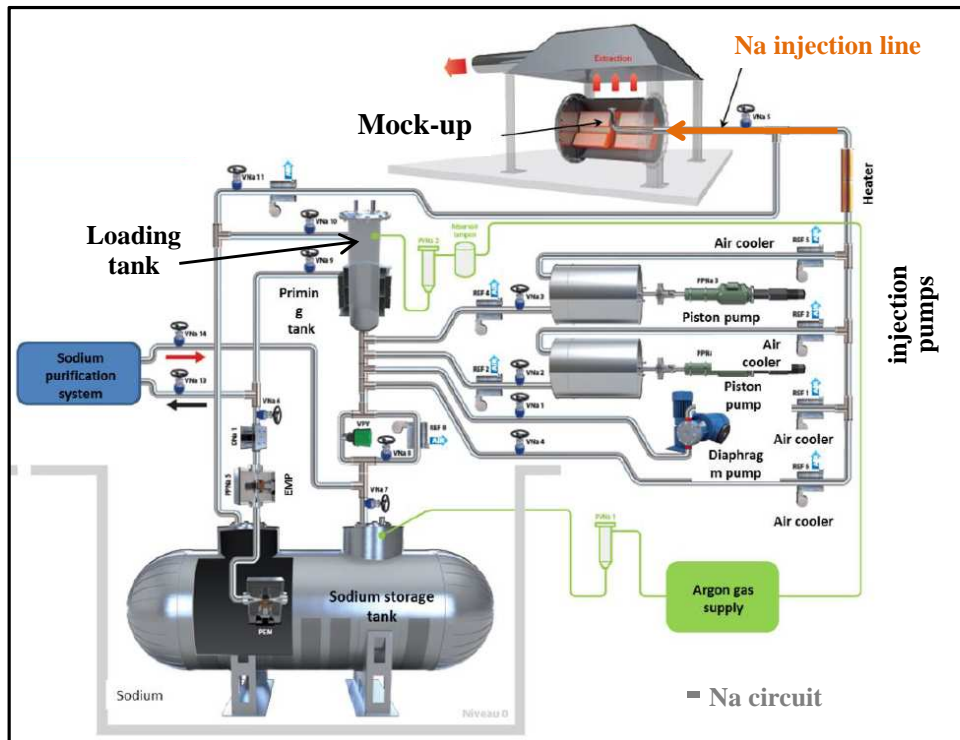 Na injection line
Extraction
Mock-up
VNa 5
VNa 11
Heater
VNa 10
Loading
tank
PVNa 2
Air cooler
REF 5
VNa 9
Primin
g tank
REF 4
VNa 3
FPNa 3
Piston pump
injection
pumps
VNa 14
Sodium
purification
system
REF 3
Air
cooler
VNa 13
REF 2
VNa 2
Piston
pump
VNa 6
VNa 1
REF 1
VPF
REF 8
Air
VNa 8
VNa 4
Air cooler
Diaphrag
m pump
EMP
REF 6
VNa 7
Air cooler
PVNa 1
Argon gas
supply
Sodium storage
tank
PEM
Sodium
Niveau 0
Na circuit